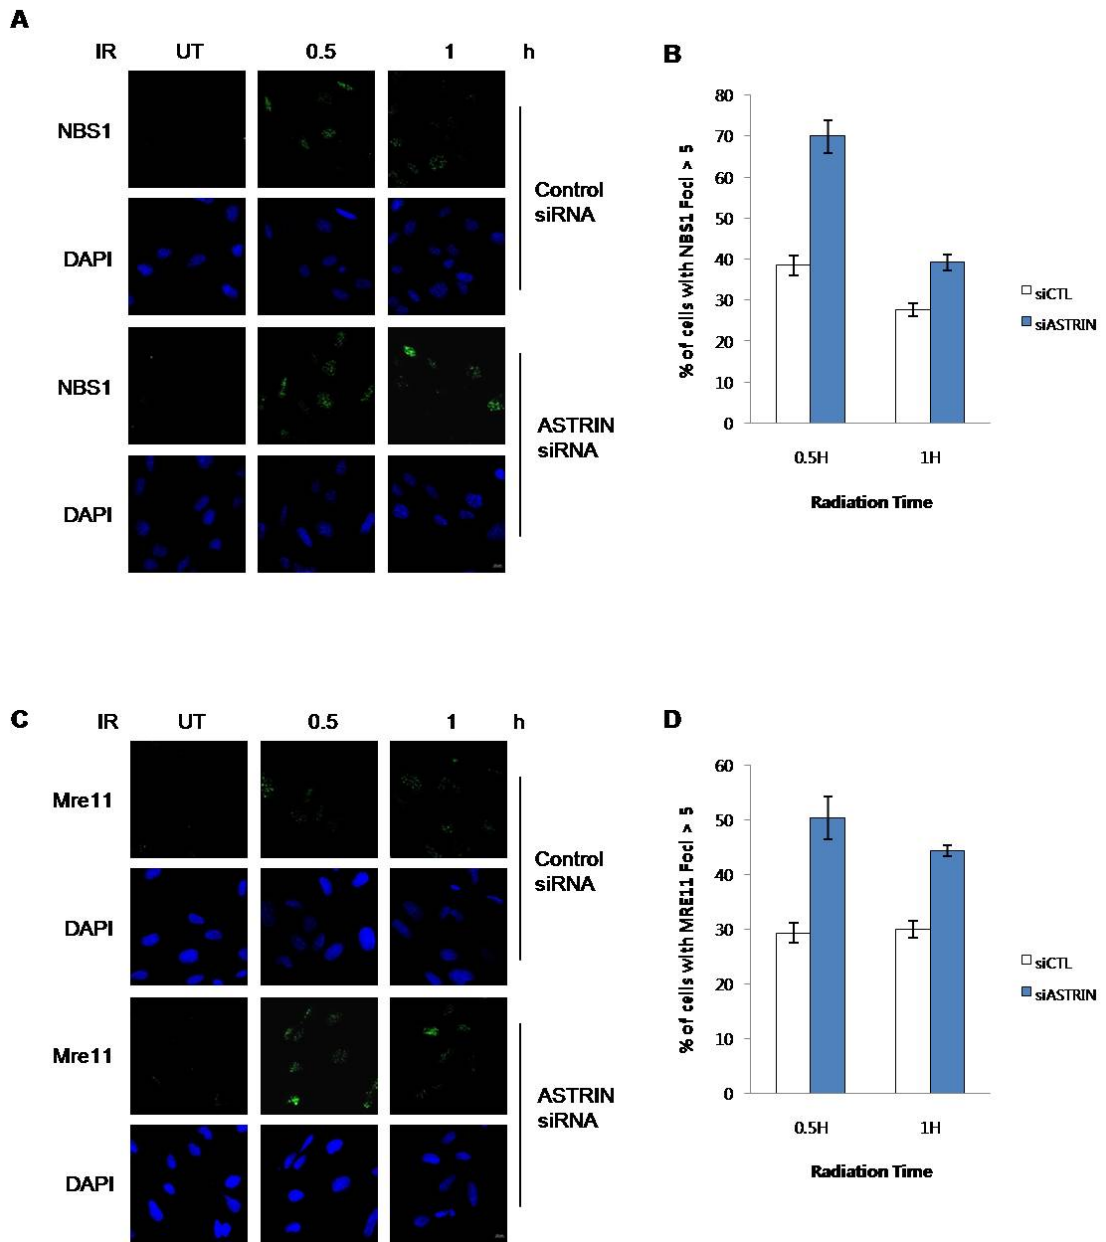 A
IR UT 0.5 1 h
NBS1
DAPI
Control
siRNA
NBS1
DAPI
ASTRIN
siRNA
B
% of cells with NBS1 Foci > 5
80
70
60
50
40
30
20
10
0
0.5H 1H
Radiation Time
siCTL
siASTRIN
C
IR UT 0.5 1 h
Mre11
DAPI
Control
siRNA
Mre11
DAPI
ASTRIN
siRNA
D
% of cells with MRE11 Foci > 5
60
50
40
30
20
10
0
0.5H 1H
Radiation Time
siCTL
siASTRIN